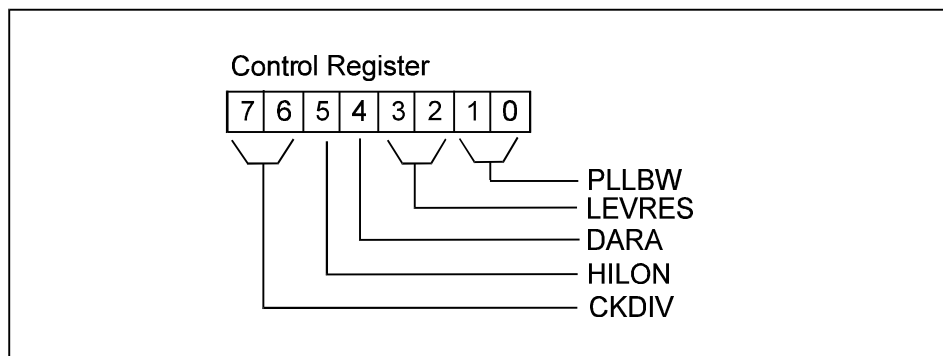 Control Register
7 6 5 4 3 2 1 0
PLLBW
LEVRES
DARA
HILON
CKDIV